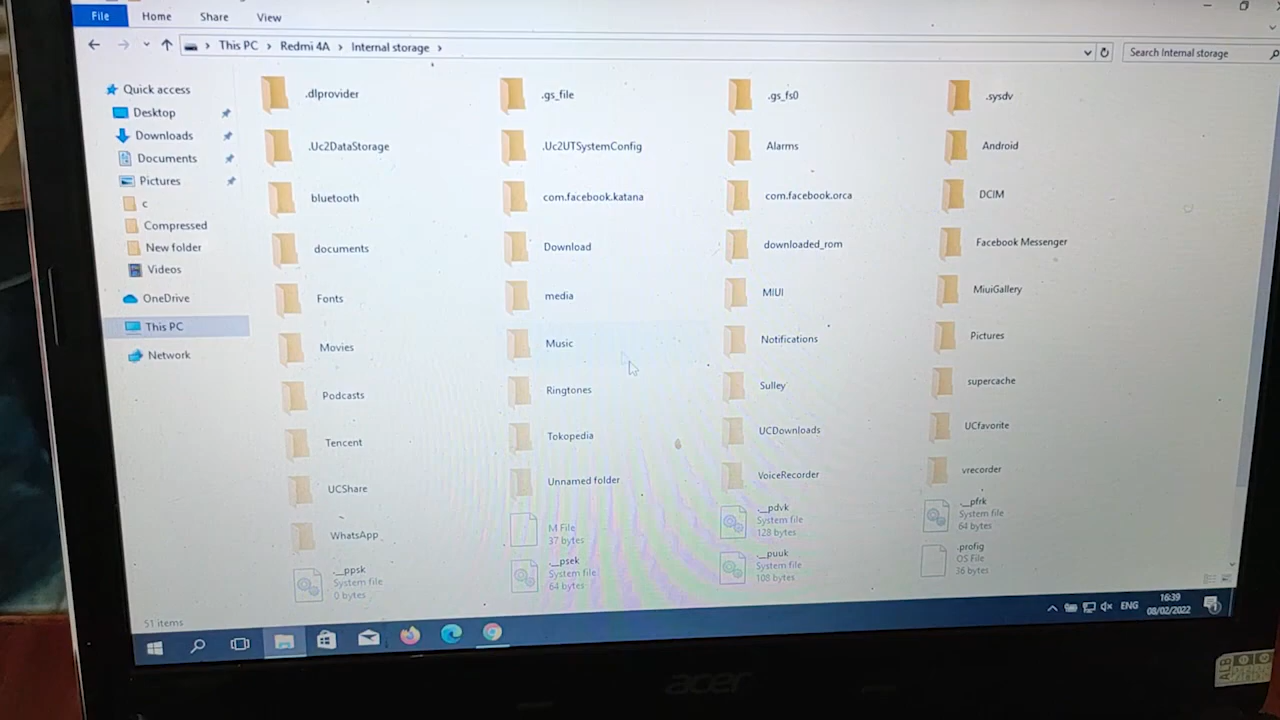 File Home Share View
This PC > Redmi 4A > Internal storage >
Search Internal storage
Quick access
Desktop
Downloads
Documents
Pictures
c
Compressed
New folder
Videos
OneDrive
This PC
Network
.dlprovider .gs_file .gs_fs0 .sysdv
.Uc2DataStorage .Uc2UTSystemConfig Alarms Android
bluetooth com.facebook.katana com.facebook.orca DCIM
documents Download downloaded_rom Facebook Messenger
Fonts media MIUI MiuiGallery
Movies Music Notifications Pictures
Podcasts Ringtones Sulley supercache
Tencent Tokopedia UCDownloads UCfavorite
UCShare Unnamed folder VoiceRecorder vrecorder
WhatsApp
M File
37 bytes
.__pdvk
System file
128 bytes
.__pfrk
System file
64 bytes
.__ppsk
System file
0 bytes
.__psek
System file
64 bytes
.__puuk
System file
108 bytes
.profig
OS File
36 bytes
51 items
ENG
16:39
08/02/2022
acer
ALB